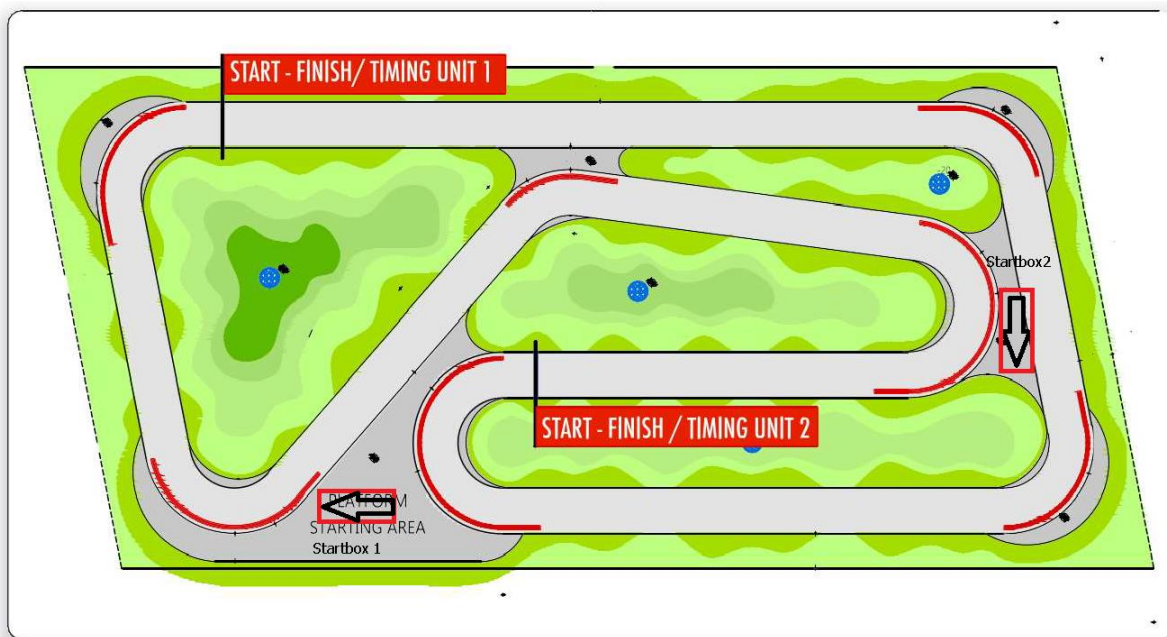 START - FINISH/ TIMING UNIT 1
Startbox2
START - FINISH / TIMING UNIT 2
PLATFORM
STARTING AREA
Startbox 1